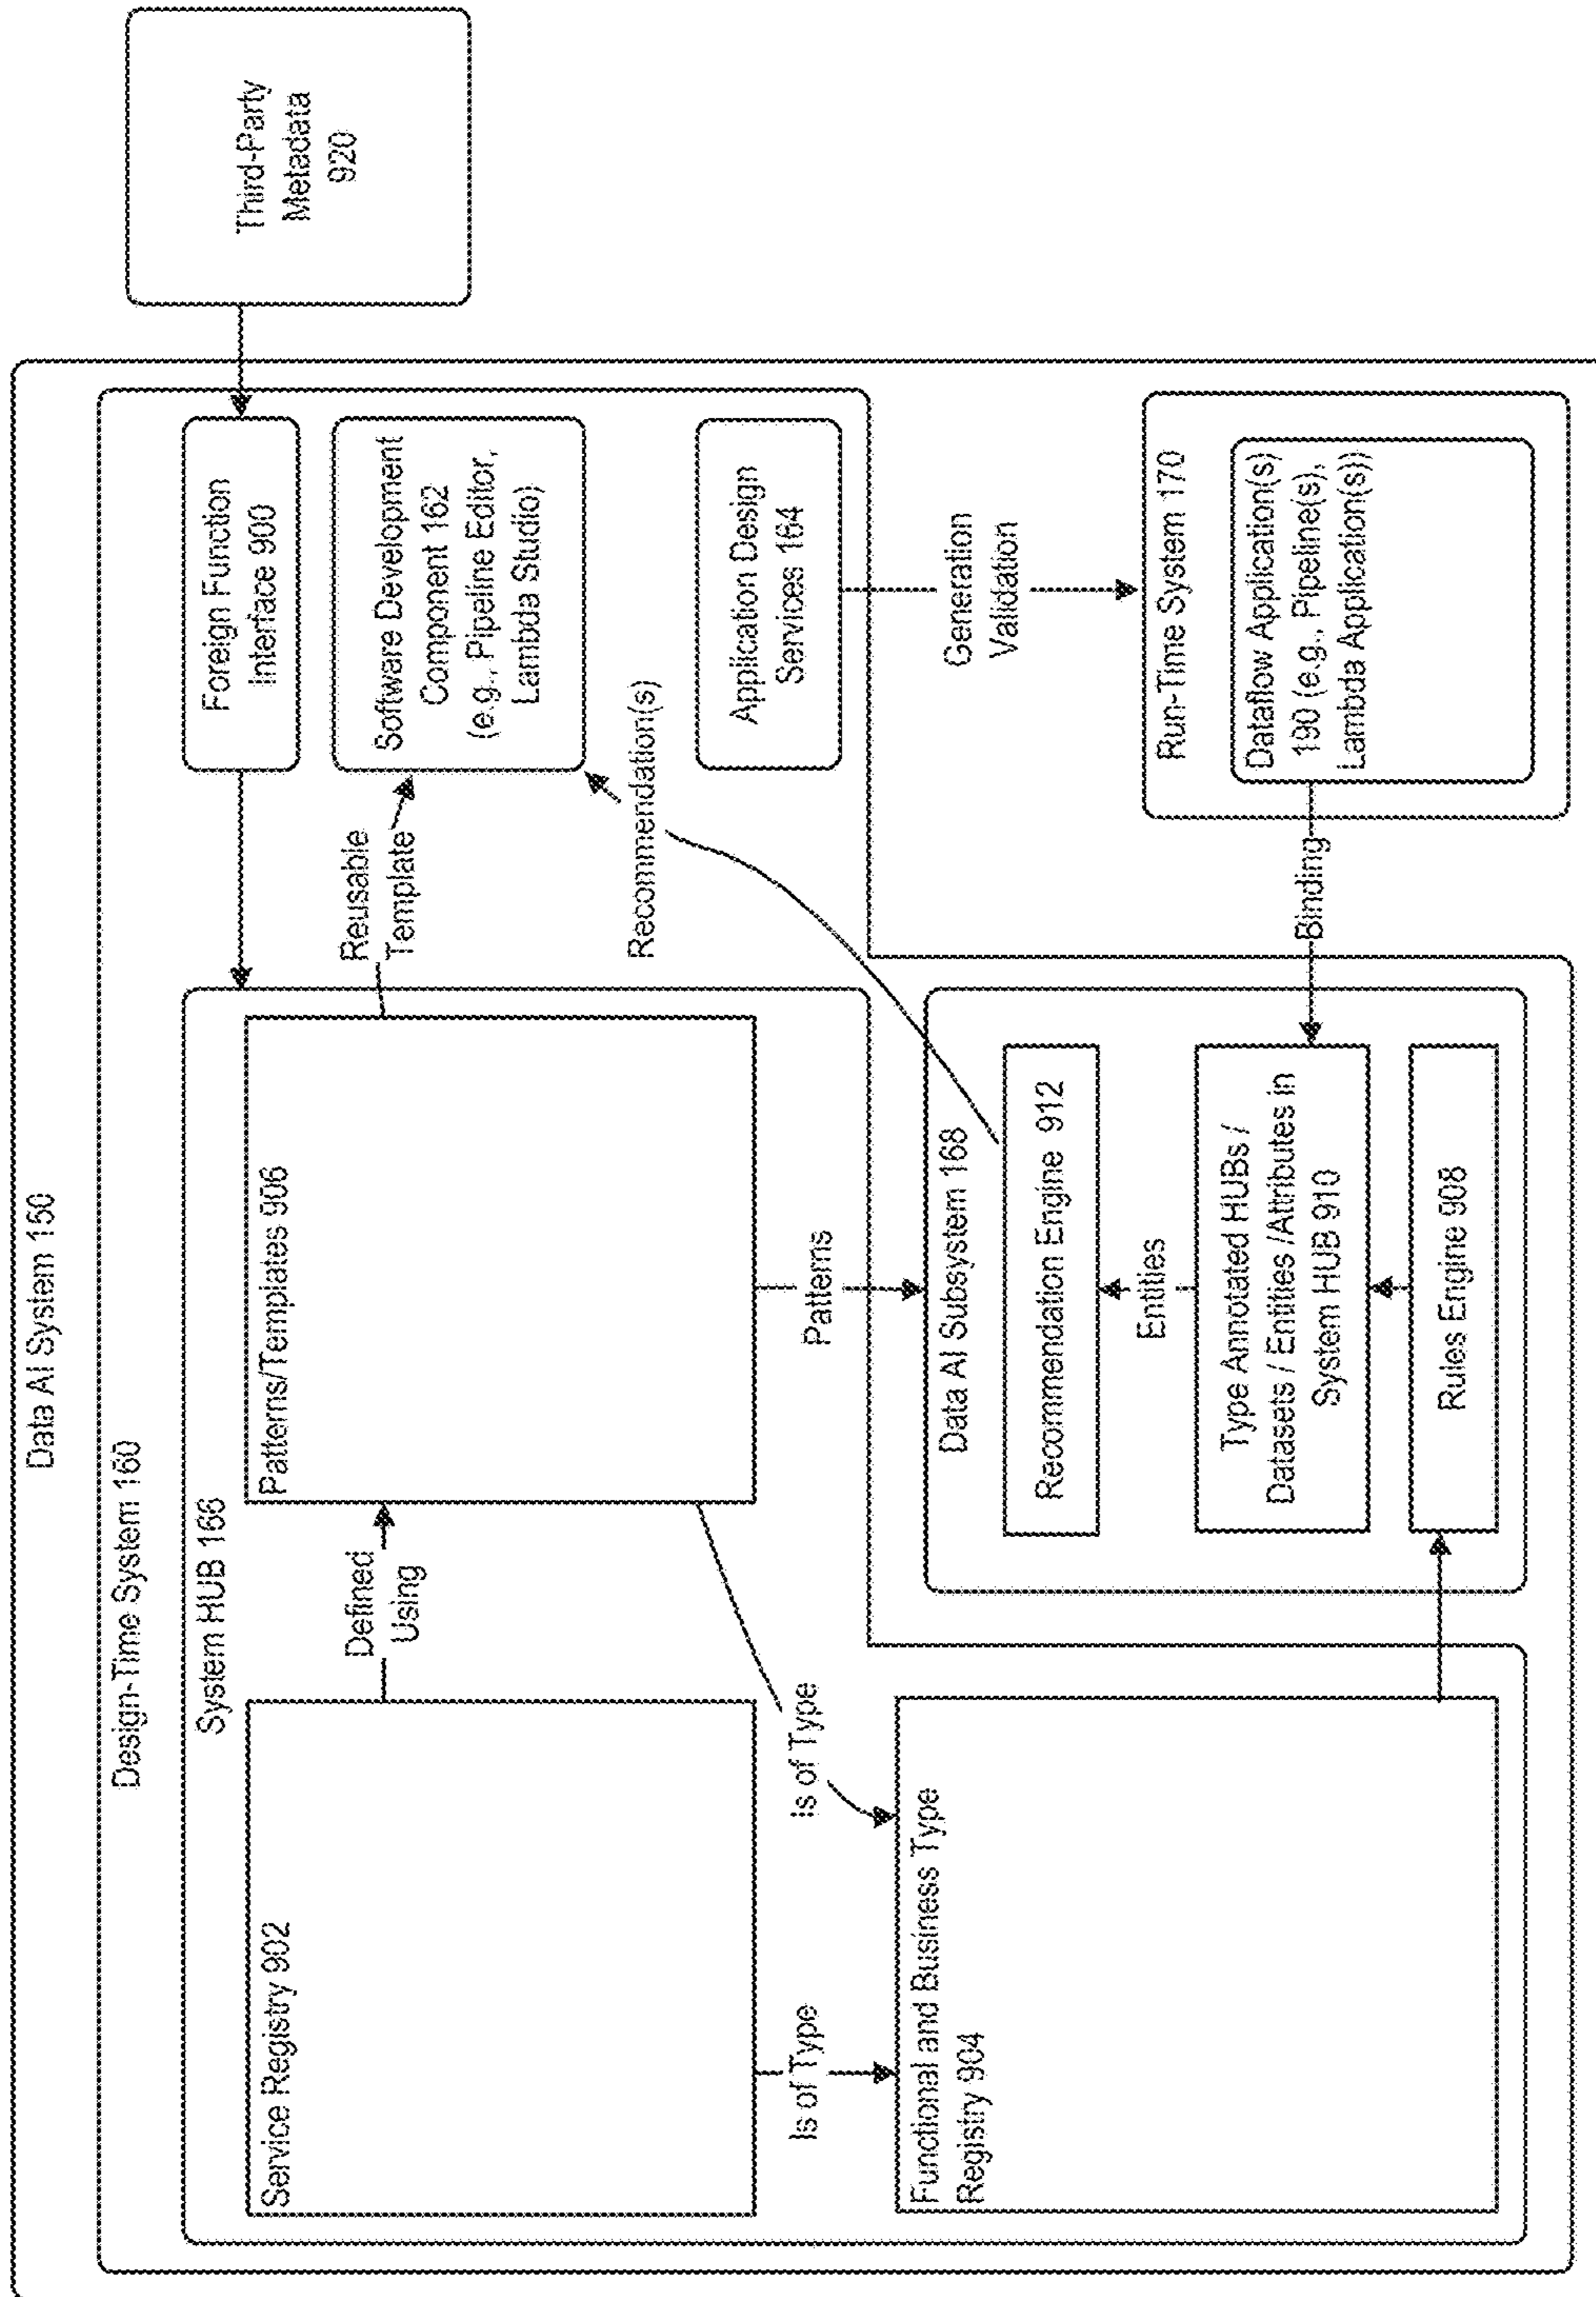 Data AI System 150
Design-Time System 160
System HUB 166
Service Registry 902
Defined
Using
Patterns/Templates 906
Reusable
Template
Foreign Function
Interface 900
Third-Party
Metadata
920
Software Development
Component 162
(e.g., Pipeline Editor,
Lambda Studio)
Recommendation(s)
Application Design
Services 164
Is of Type
Is of Type
Patterns
Functional and Business Type
Registry 904
Data AI Subsystem 168
Recommendation Engine 912
Entities
Type Annotated HUBs /
Datasets / Entities /Attributes in
System HUB 910
Rules Engine 908
Binding
Generation
Validation
Run-Time System 170
Dataflow Application(s)
190 (e.g., Pipeline(s),
Lambda Application(s))